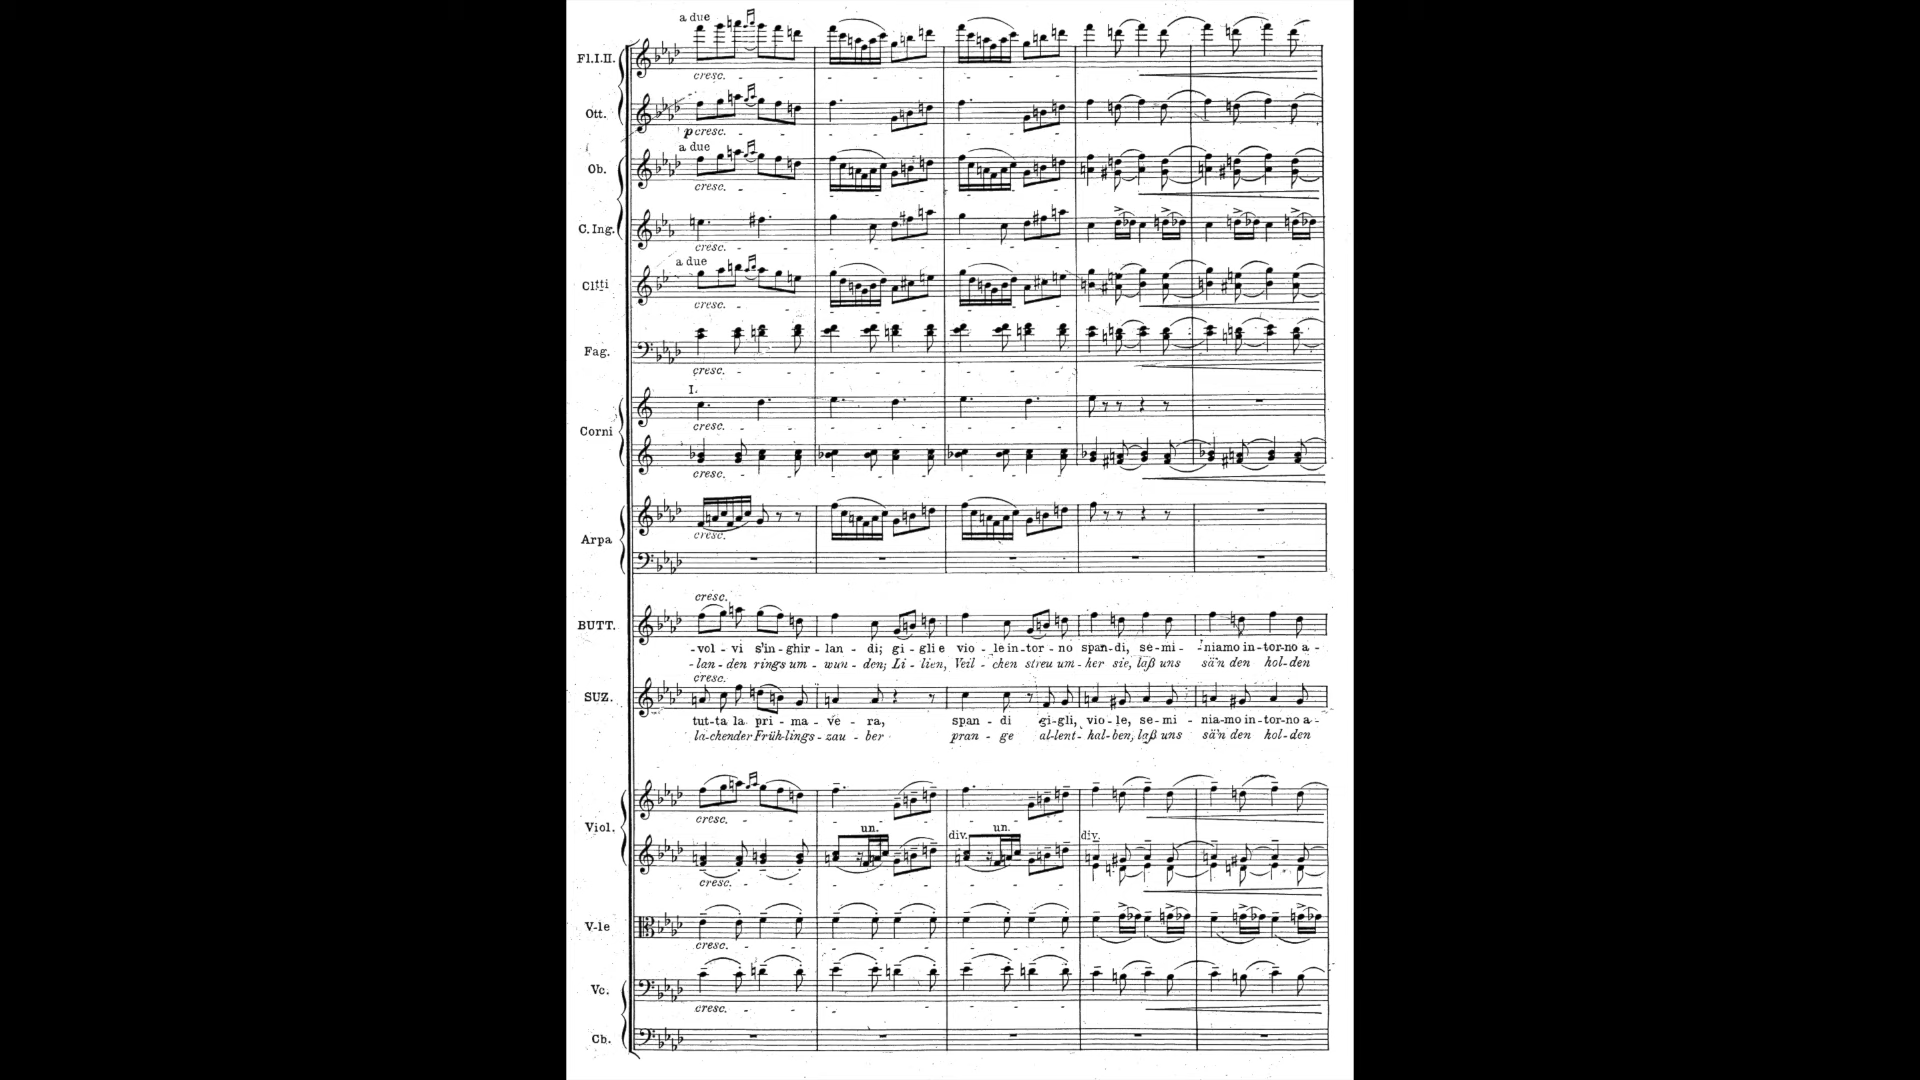 a due
Fl.I.II.
cresc.
Ott.
p cresc.
a due
Ob.
cresc.
C. Ing.
cresc.
a due
Cltti
cresc.
Fag.
cresc.
I.
cresc.
Corni
cresc.
Arpa
cresc.
cresc.
BUTT.
-vol-vi s'in-ghir-lan-di; gi-gli e vio-le in-tor-no span-di, se-mi-niamo in-tor-no a-
-lan-den rings um-wun-den; Li-lien, Veil-chen streu um-her sie, laß uns sä'n den hol-den
cresc.
SUZ.
tut-ta la pri-ma-ve-ra, span-di gi-gli, vio-le, se-mi-nia-mo in-tor-no a-
la-chender Früh-lings-zau-ber pran-ge al-lent-hal-ben, laß uns sä'n den hol-den
cresc.
Viol.
un. div. un. div.
cresc.
V-le
cresc.
Vc.
cresc.
Cb.